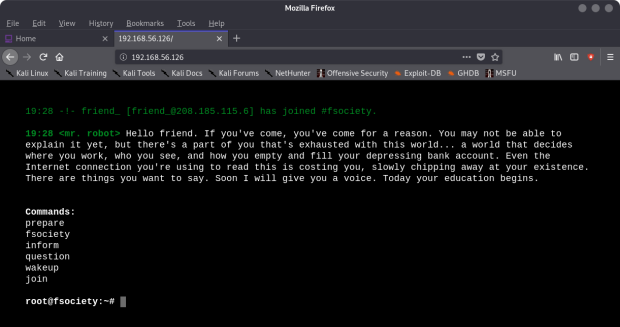 Mozilla Firefox
File Edit View History Bookmarks Tools Help
Home
192.168.56.126/
192.168.56.126
Kali Linux Kali Training Kali Tools Kali Docs Kali Forums NetHunter Offensive Security Exploit-DB GHDB MSFU
19:28 -!- friend_ [friend_@208.185.115.6] has joined #fsociety.
19:28 <mr. robot> Hello friend. If you've come, you've come for a reason. You may not be able to
explain it yet, but there's a part of you that's exhausted with this world... a world that decides
where you work, who you see, and how you empty and fill your depressing bank account. Even the
Internet connection you're using to read this is costing you, slowly chipping away at your existence.
There are things you want to say. Soon I will give you a voice. Today your education begins.
Commands:
prepare
fsociety
inform
question
wakeup
join
root@fsociety:~#